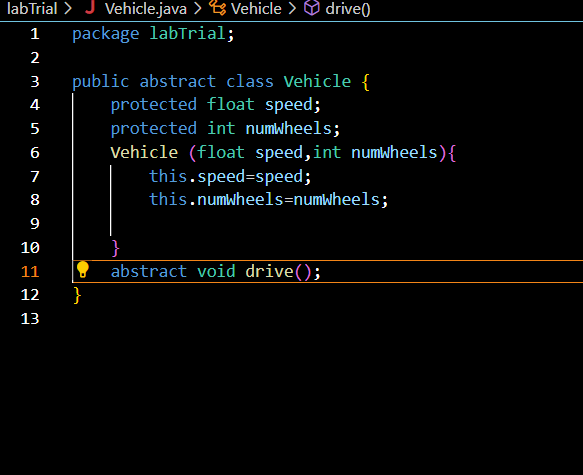 labTrial > J Vehicle.java > Vehicle > drive()
1 package labTrial;
2
3 public abstract class Vehicle {
4 protected float speed;
5 protected int numWheels;
6 Vehicle (float speed,int numWheels){
7 this.speed=speed;
8 this.numWheels=numWheels;
9
10 }
11 abstract void drive();
12 }
13